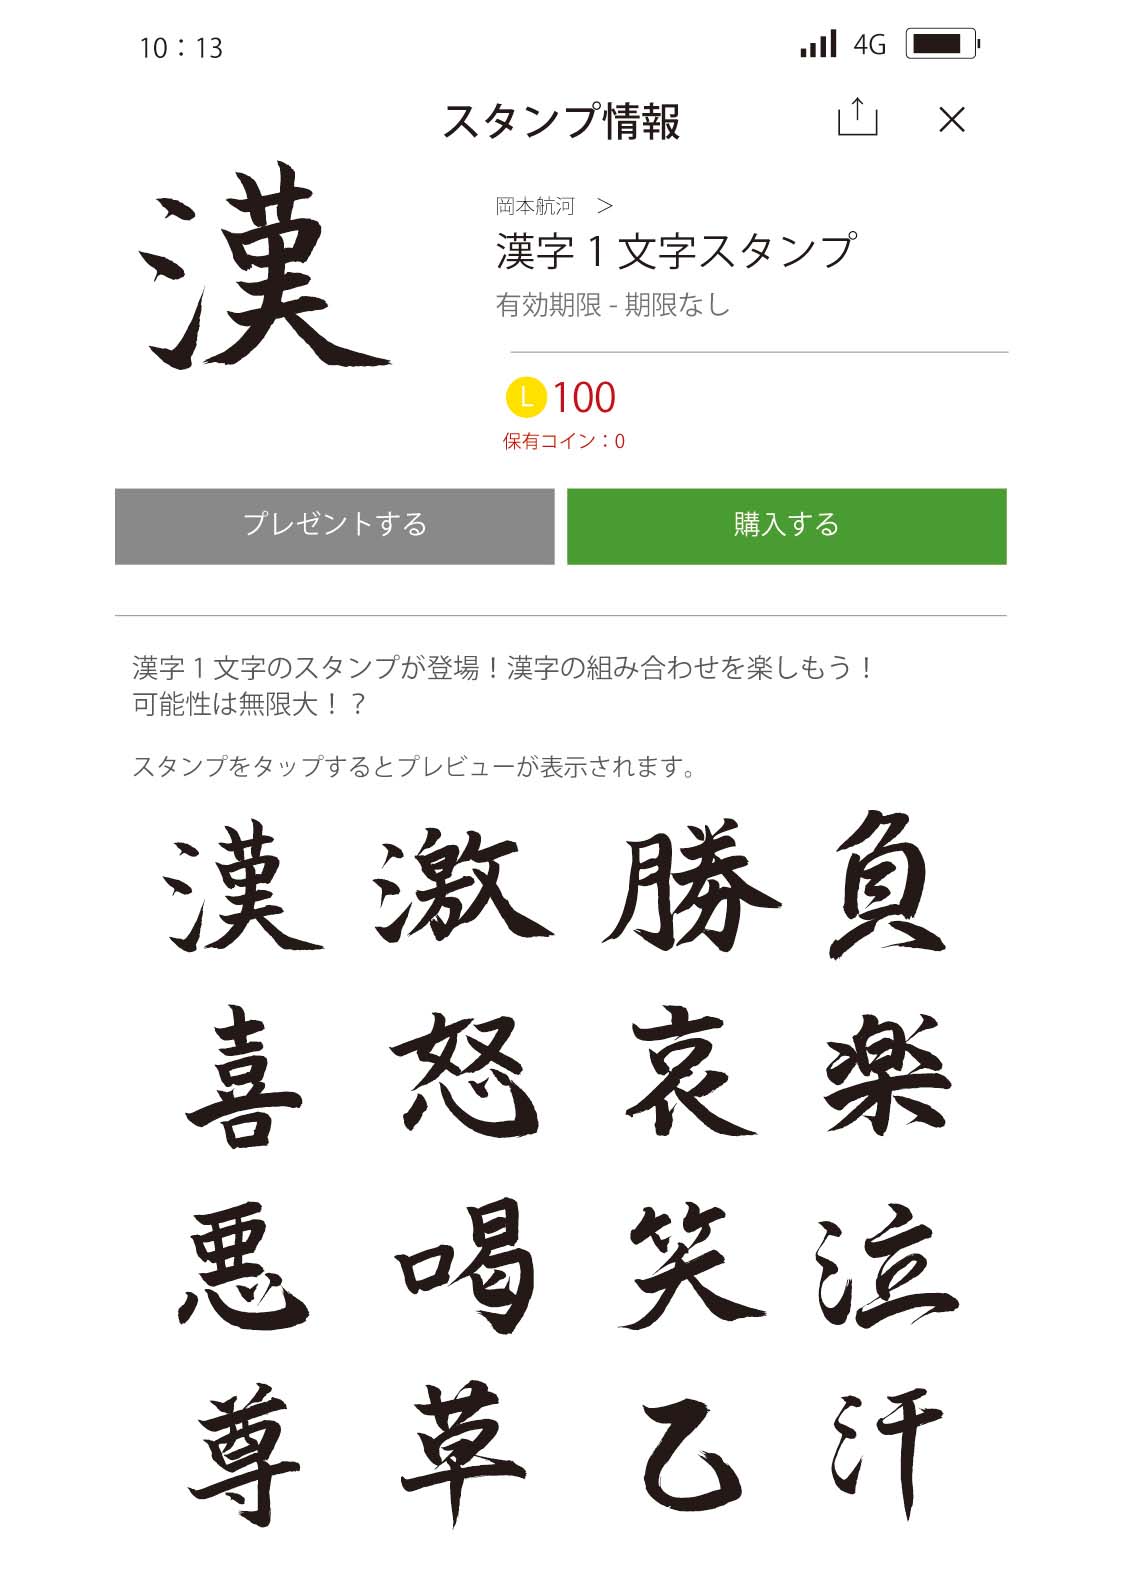 10：13
4G
スタンプ情報
漢
岡本航河　＞
漢字1文字スタンプ
有効期限 - 期限なし
L 100
保有コイン：0
プレゼントする
購入する
漢字1文字のスタンプが登場！漢字の組み合わせを楽しもう！
可能性は無限大！？
スタンプをタップするとプレビューが表示されます。
漢 激 勝 負
喜 怒 哀 楽
悪 喝 笑 泣
尊 草 乙 汗